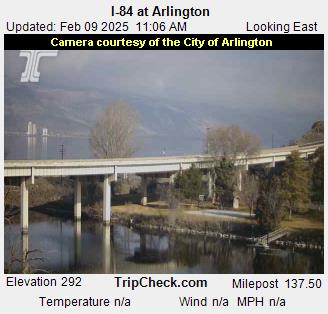 I-84 at Arlington
Updated: Feb 09 2025 11:06 AM Looking East
Camera courtesy of the City of Arlington
Elevation 292 TripCheck.com Milepost 137.50
Temperature n/a Wind n/a MPH n/a